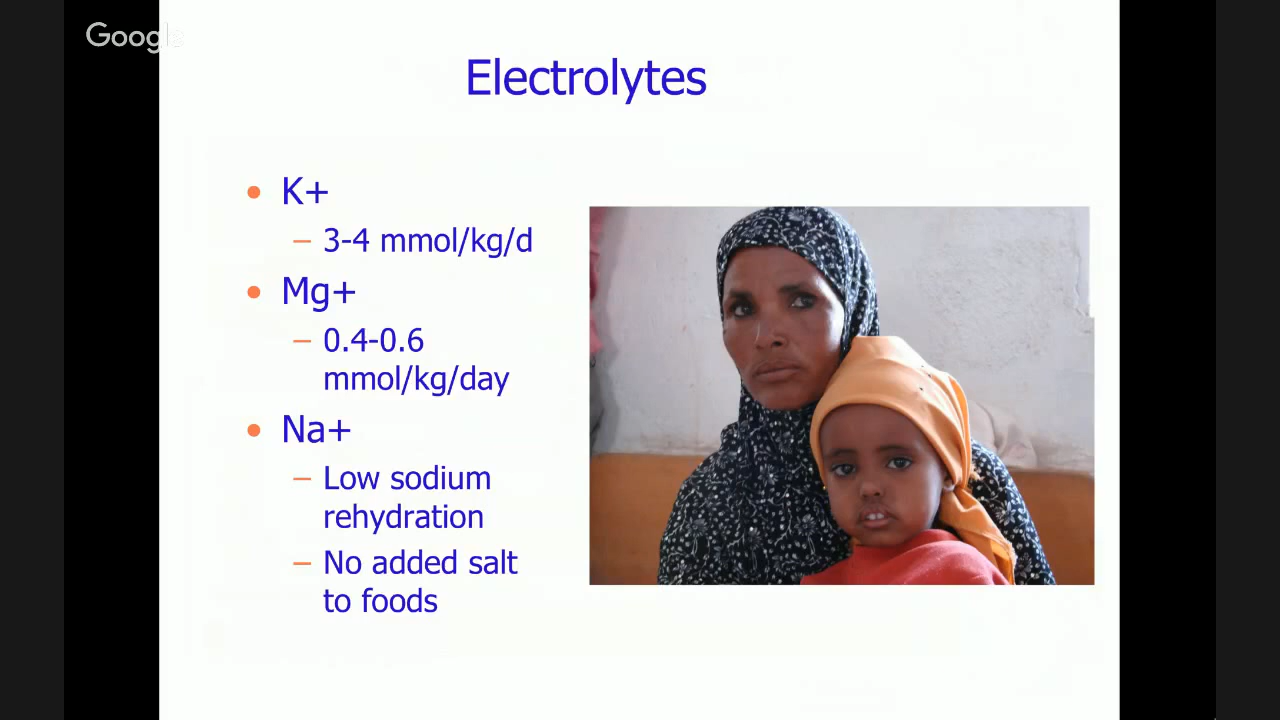 Google
Electrolytes
• K+
– 3-4 mmol/kg/d
• Mg+
– 0.4-0.6
mmol/kg/day
• Na+
– Low sodium
rehydration
– No added salt
to foods